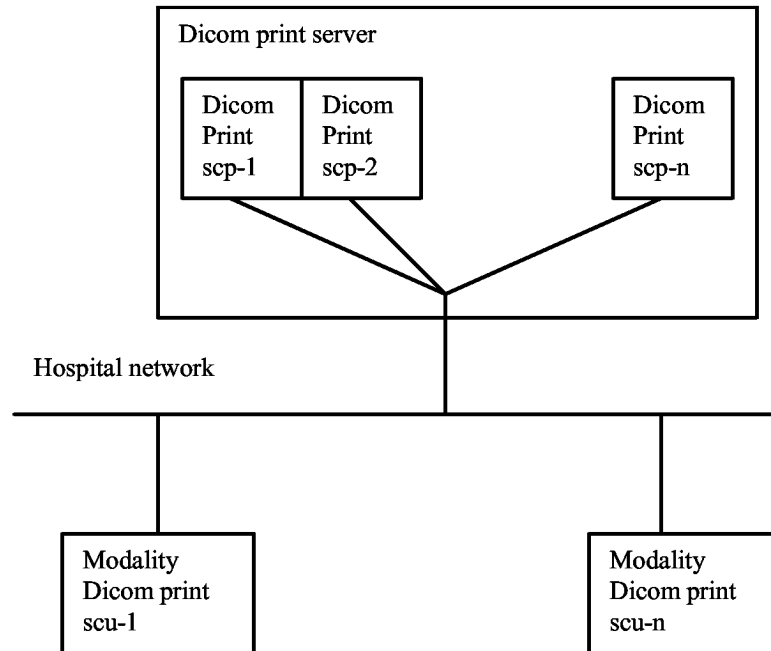 Dicom print server
Dicom
Print
scp-1
Dicom
Print
scp-2
Dicom
Print
scp-n
Hospital network
Modality
Dicom print
scu-1
Modality
Dicom print
scu-n